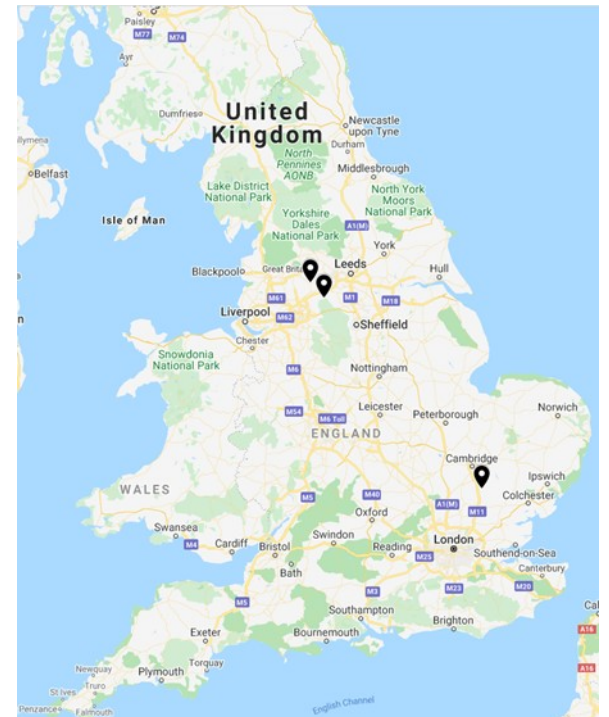 Paisley
M77
M74
Ayr
Dumfries
United
Kingdom
Newcastle
upon Tyne
North
Pennines
AONB
Durham
llymena
Belfast
Middlesbrough
Lake District
National Park
North York
Moors
National Park
Isle of Man
Yorkshire
Dales
National Park
A1(M)
York
Blackpool
Great Brita
Leeds
Hull
M61
M1
M18
Liverpool
M62
Sheffield
n
Chester
Snowdonia
National Park
M6
Nottingham
M54
M6 Toll
Leicester
Peterborough
Norwich
ENGLAND
Cambridge
WALES
Ipswich
M5
M40
Colchester
A1(M)
M11
Oxford
Swansea
Swindon
London
M4
Cardiff
Bristol
Reading
M25
Southend-on-Sea
Bath
Canterbury
M3
M23
M20
M5
Southampton
Cal
Exeter
Bournemouth
Brighton
A16
Newquay
Torquay
A16
Plymouth
Truro
St Ives
Penzance
Falmouth
English Channel